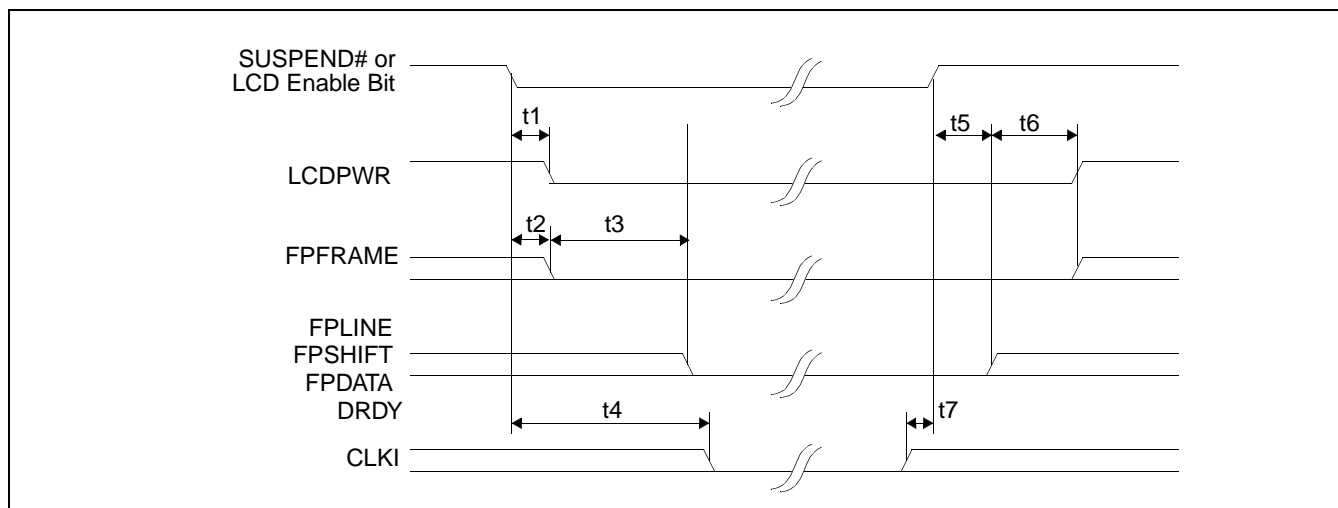 SUSPEND# or
LCD Enable Bit
t1
t5
t6
LCDPWR
t2
t3
FPFRAME
FPLINE
FPSHIFT
FPDATA
DRDY
t4
t7
CLKI